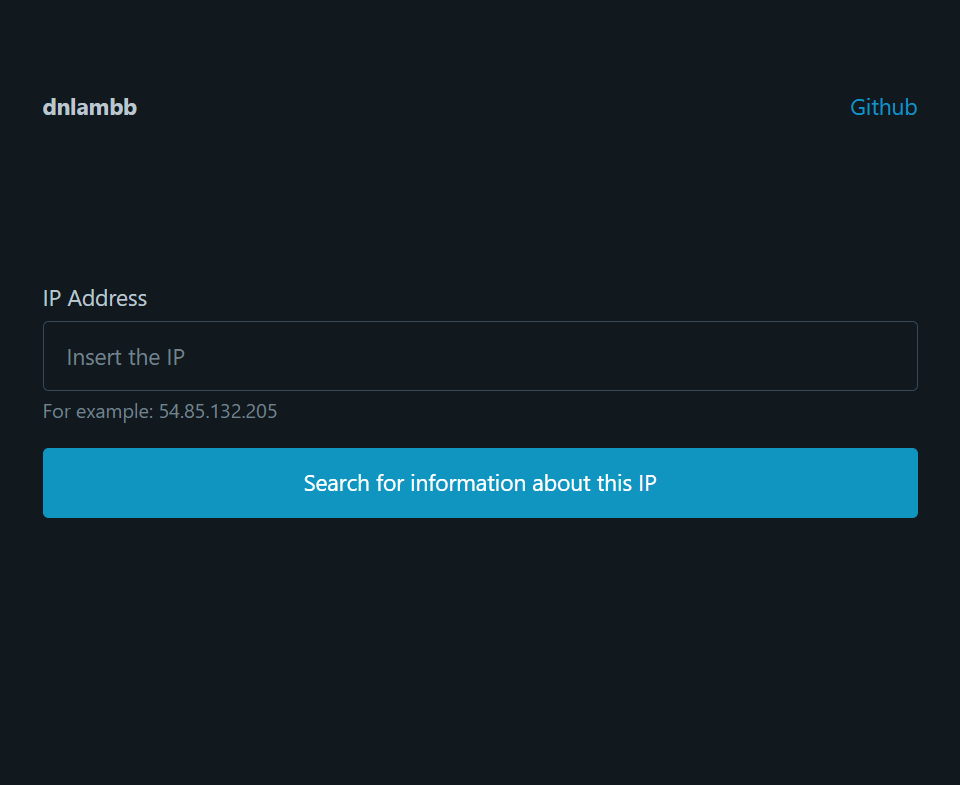 dnlambb
Github
IP Address
Insert the IP
For example: 54.85.132.205
Search for information about this IP